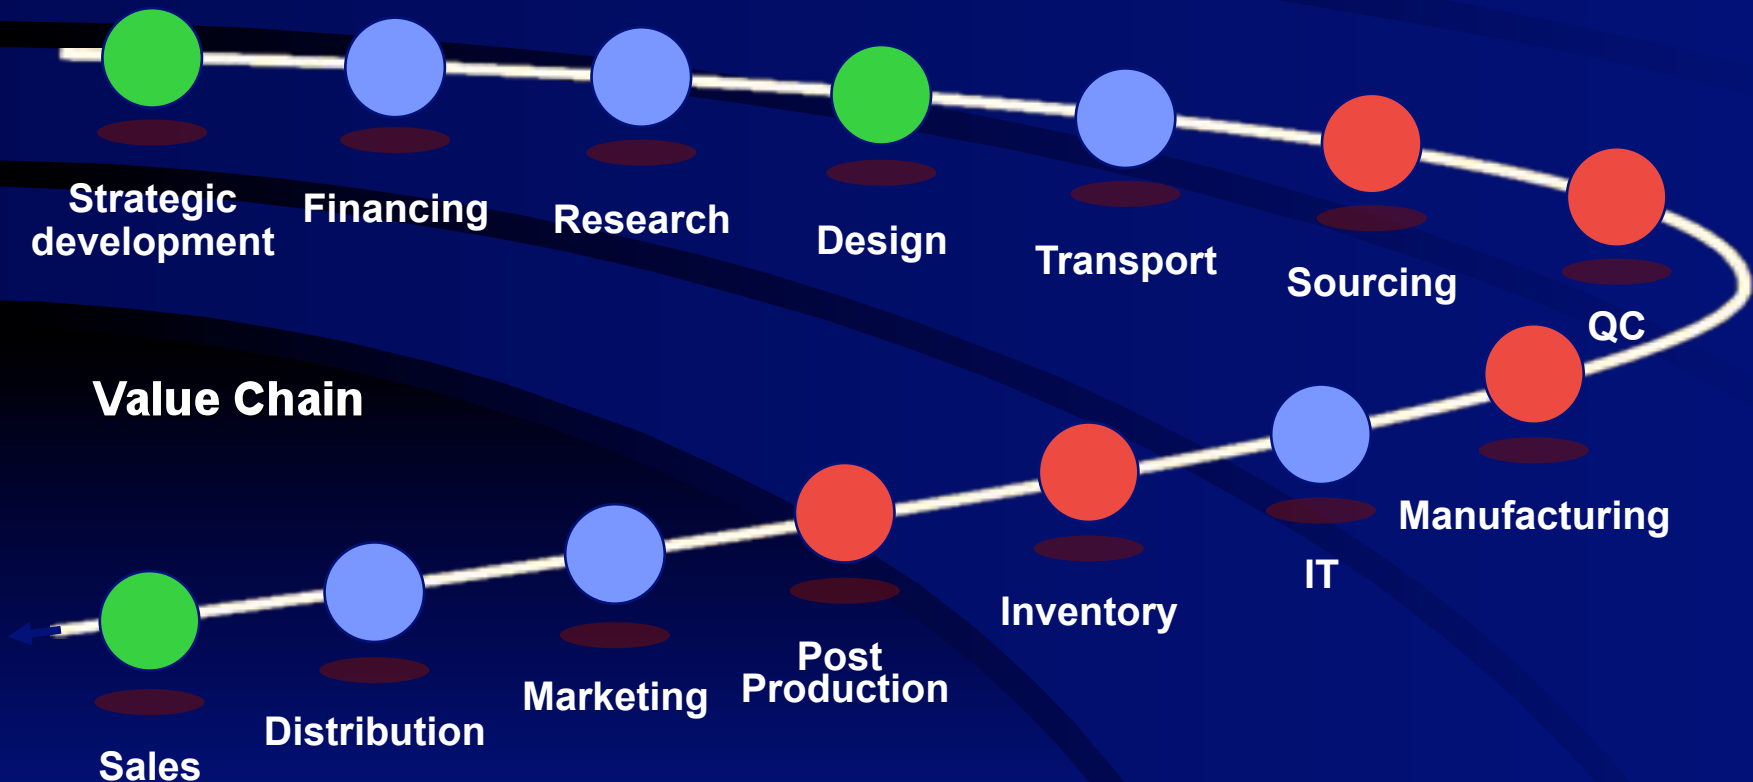 Strategic
development
Financing
Research
Design
Transport
Sourcing
QC
Value Chain
Manufacturing
IT
Inventory
Post
Production
Marketing
Distribution
Sales